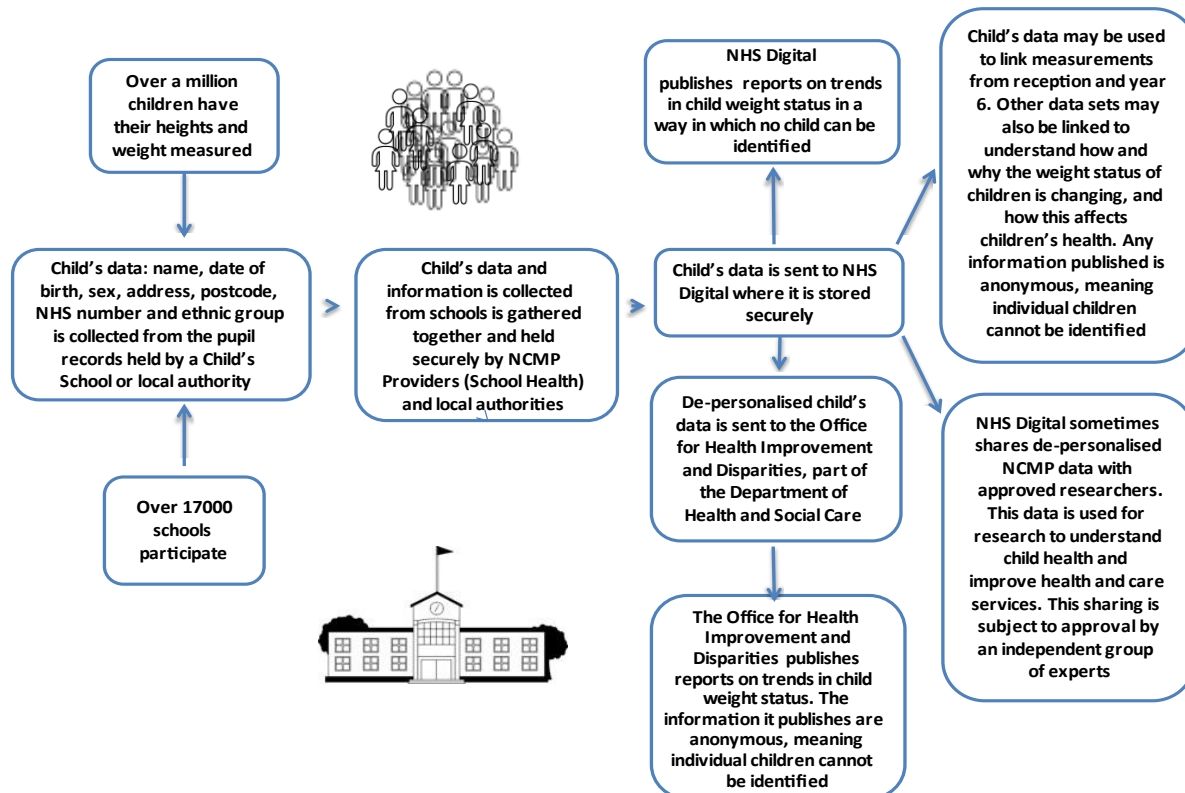 Over a million
children have
their heights and
weight measured
Child’s data: name, date of
birth, sex, address, postcode,
NHS number and ethnic group
is collected from the pupil
records held by a Child’s
School or local authority
Over 17000
schools
participate
Child’s data and
information is collected
from schools is gathered
together and held
securely by NCMP
Providers (School Health)
and local authorities
NHS Digital
publishes reports on trends
in child weight status in a
way in which no child can be
identified
Child’s data is sent to NHS
Digital where it is stored
securely
De-personalised child’s
data is sent to the Office
for Health Improvement
and Disparities, part of
the Department of
Health and Social Care
The Office for Health
Improvement and
Disparities publishes
reports on trends in child
weight status. The
information it publishes are
anonymous, meaning
individual children cannot
be identified
Child’s data may be used
to link measurements
from reception and year
6. Other data sets may
also be linked to
understand how and
why the weight status of
children is changing, and
how this affects
children’s health. Any
information published is
anonymous, meaning
individual children
cannot be identified
NHS Digital sometimes
shares de-personalised
NCMP data with
approved researchers.
This data is used for
research to understand
child health and
improve health and care
services. This sharing is
subject to approval by
an independent group
of experts